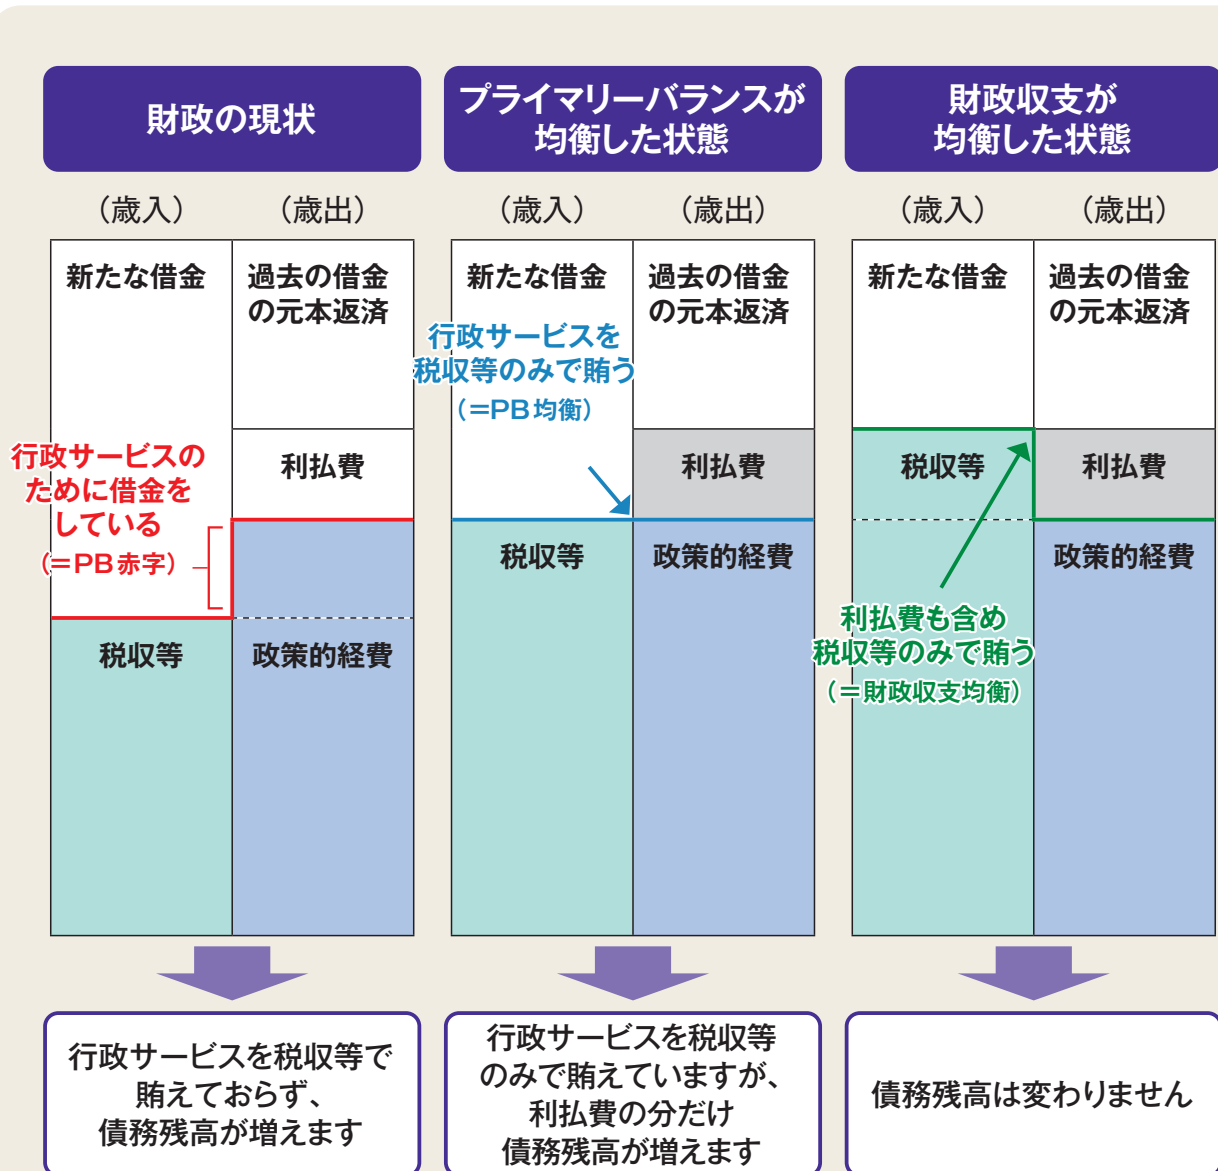 財政の現状
(歳入)
(歳出)
新たな借金
過去の借金
の元本返済
行政サービスの
ために借金を
している
(=PB赤字)
利払費
税収等
政策的経費
行政サービスを税収等で
賄えておらず、
債務残高が増えます
プライマリーバランスが
均衡した状態
(歳入)
(歳出)
新たな借金
過去の借金
の元本返済
行政サービスを
税収等のみで賄う
(=PB均衡)
利払費
税収等
政策的経費
行政サービスを税収等
のみで賄えていますが、
利払費の分だけ
債務残高が増えます
財政収支が
均衡した状態
(歳入)
(歳出)
新たな借金
過去の借金
の元本返済
税収等
利払費
政策的経費
利払費も含め
税収等のみで賄う
(=財政収支均衡)
債務残高は変わりません